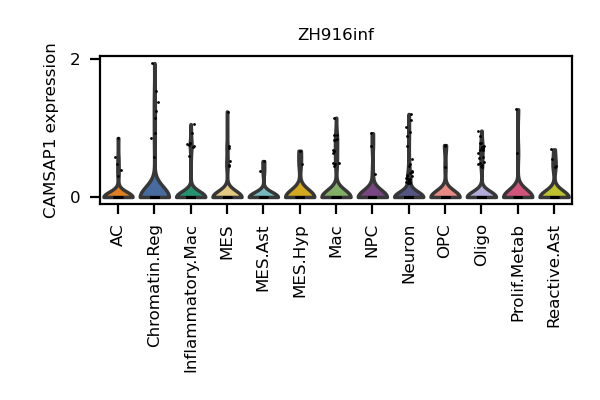 ZH916inf
CAMSAP1 expression
2
0
AC
Chromatin.Reg
Inflammatory.Mac
MES
MES.Ast
MES.Hyp
Mac
NPC
Neuron
OPC
Oligo
Prolif.Metab
Reactive.Ast